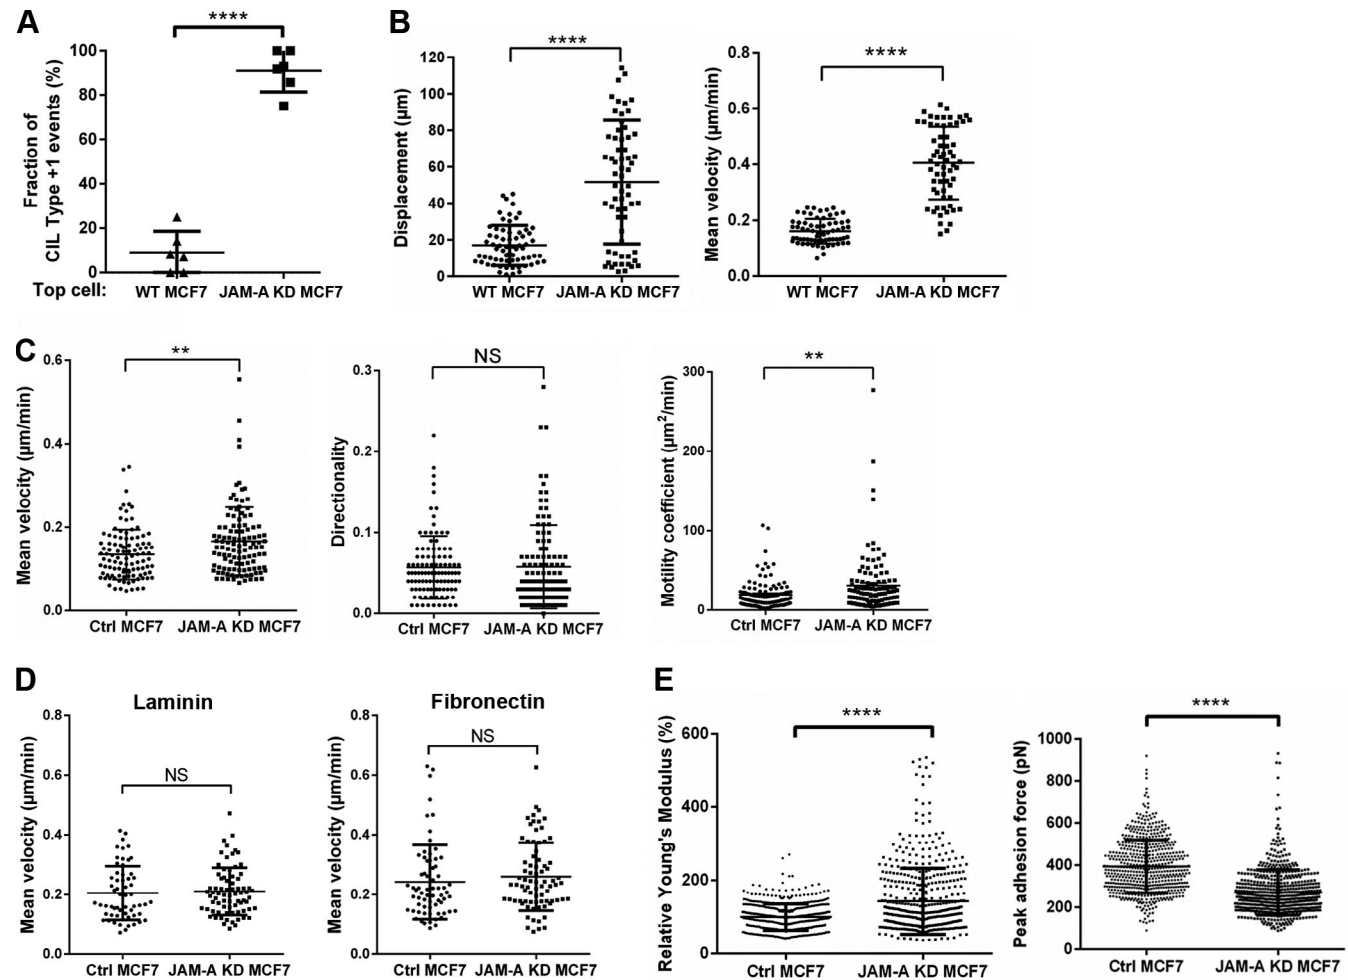 A
****
Fraction of
CIL Type +1 events (%)
100
80
60
40
20
0
Top cell:
WT MCF7
JAM-A KD MCF7
B
****
Displacement (µm)
120
100
80
60
40
20
0
WT MCF7
JAM-A KD MCF7
****
Mean velocity (µm/min)
0.8
0.6
0.4
0.2
0.0
WT MCF7
JAM-A KD MCF7
C
**
Mean velocity (µm/min)
0.6
0.4
0.2
0.0
Ctrl MCF7
JAM-A KD MCF7
NS
Directionality
0.3
0.2
0.1
0.0
Ctrl MCF7
JAM-A KD MCF7
**
Motility coefficient (µm²/min)
300
200
100
0
Ctrl MCF7
JAM-A KD MCF7
D
Laminin
NS
Mean velocity (µm/min)
0.8
0.6
0.4
0.2
0.0
Ctrl MCF7
JAM-A KD MCF7
Fibronectin
NS
Mean velocity (µm/min)
0.8
0.6
0.4
0.2
0.0
Ctrl MCF7
JAM-A KD MCF7
E
****
Relative Young's Modulus (%)
600
400
200
0
Ctrl MCF7
JAM-A KD MCF7
****
Peak adhesion force (pN)
1000
800
600
400
200
0
Ctrl MCF7
JAM-A KD MCF7